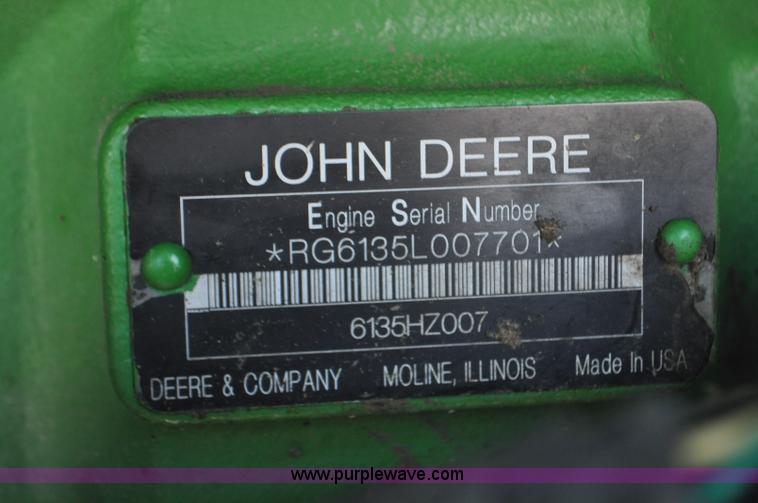 JOHN DEERE
Engine Serial Number
*RG6135L007701*
6135HZ007
DEERE & COMPANY MOLINE, ILLINOIS Made In USA
www.purplewave.com